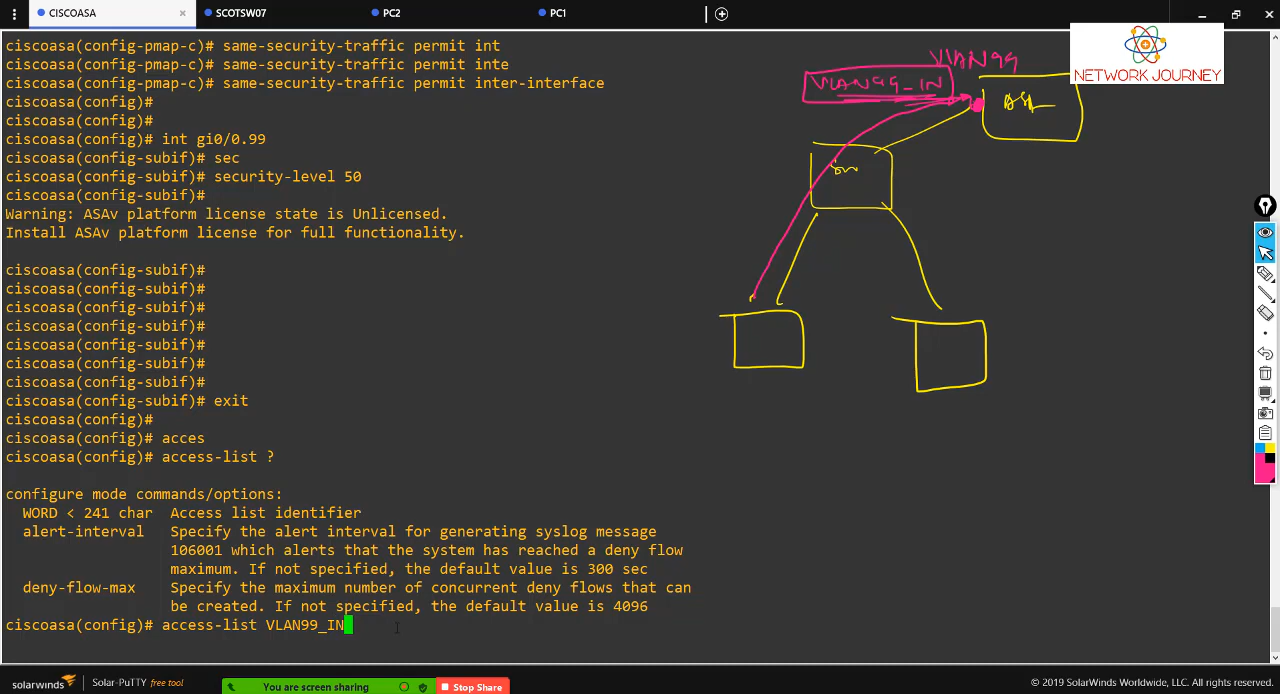 CISCOASA
SCOTSW07
PC2
PC1
ciscoasa(config-pmap-c)# same-security-traffic permit int
ciscoasa(config-pmap-c)# same-security-traffic permit inte
ciscoasa(config-pmap-c)# same-security-traffic permit inter-interface
ciscoasa(config)#
ciscoasa(config)#
ciscoasa(config)# int gi0/0.99
ciscoasa(config-subif)# sec
ciscoasa(config-subif)# security-level 50
ciscoasa(config-subif)#
Warning: ASAv platform license state is Unlicensed.
Install ASAv platform license for full functionality.
ciscoasa(config-subif)#
ciscoasa(config-subif)#
ciscoasa(config-subif)#
ciscoasa(config-subif)#
ciscoasa(config-subif)#
ciscoasa(config-subif)#
ciscoasa(config-subif)#
ciscoasa(config-subif)# exit
ciscoasa(config)#
ciscoasa(config)# acces
ciscoasa(config)# access-list ?
configure mode commands/options:
WORD < 241 char  Access list identifier
alert-interval   Specify the alert interval for generating syslog message
106001 which alerts that the system has reached a deny flow
maximum. If not specified, the default value is 300 sec
deny-flow-max    Specify the maximum number of concurrent deny flows that can
be created. If not specified, the default value is 4096
ciscoasa(config)# access-list VLAN99_IN
VLAN99
VLAN99_IN
SW
NETWORK JOURNEY
solarwinds
Solar-PuTTY free tool
You are screen sharing
Stop Share
© 2019 SolarWinds Worldwide, LLC. All rights reserved.